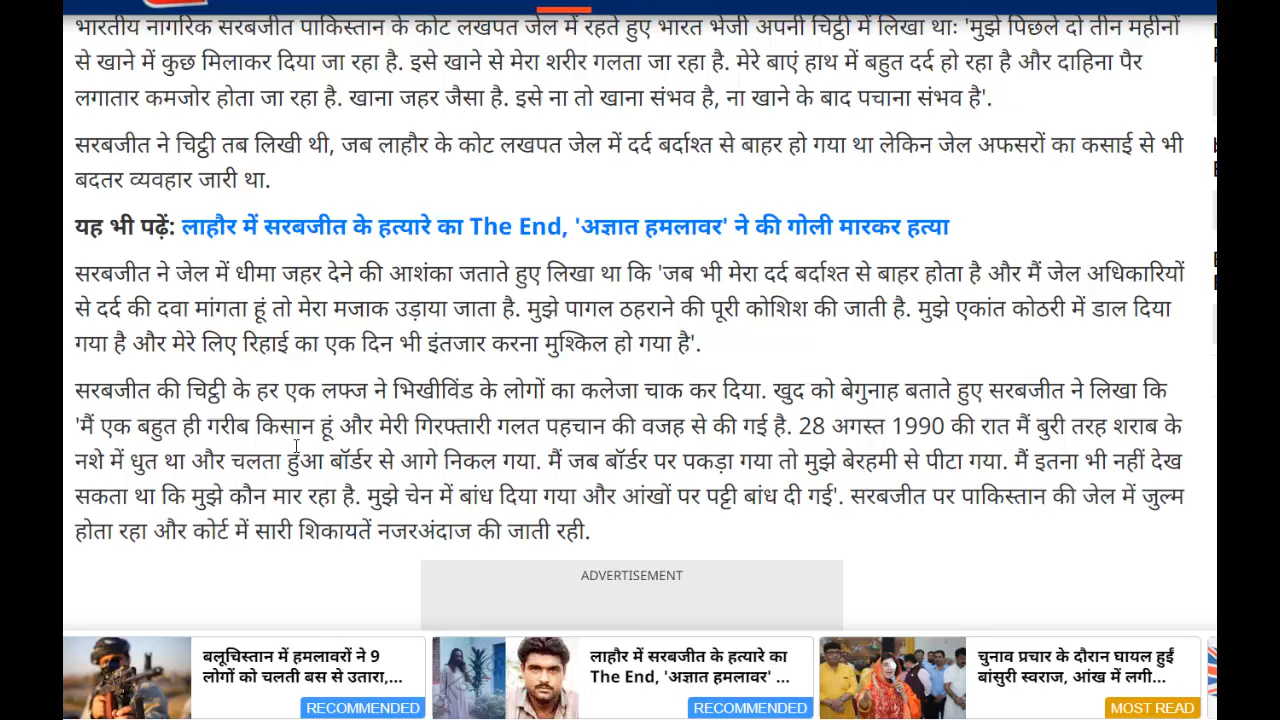 भारतीय नागरिक सरबजीत पाकिस्तान के कोट लखपत जेल में रहते हुए भारत भेजी अपनी चिट्ठी में लिखा थाः 'मुझे पिछले दो तीन महीनों
से खाने में कुछ मिलाकर दिया जा रहा है. इसे खाने से मेरा शरीर गलता जा रहा है. मेरे बाएं हाथ में बहुत दर्द हो रहा है और दाहिना पैर
लगातार कमजोर होता जा रहा है. खाना जहर जैसा है. इसे ना तो खाना संभव है, ना खाने के बाद पचाना संभव है'.
सरबजीत ने चिट्ठी तब लिखी थी, जब लाहौर के कोट लखपत जेल में दर्द बर्दाश्त से बाहर हो गया था लेकिन जेल अफसरों का कसाई से भी
बदतर व्यवहार जारी था.
यह भी पढ़ें: लाहौर में सरबजीत के हत्यारे का The End, 'अज्ञात हमलावर' ने की गोली मारकर हत्या
सरबजीत ने जेल में धीमा जहर देने की आशंका जताते हुए लिखा था कि 'जब भी मेरा दर्द बर्दाश्त से बाहर होता है और मैं जेल अधिकारियों
से दर्द की दवा मांगता हूं तो मेरा मजाक उड़ाया जाता है. मुझे पागल ठहराने की पूरी कोशिश की जाती है. मुझे एकांत कोठरी में डाल दिया
गया है और मेरे लिए रिहाई का एक दिन भी इंतजार करना मुश्किल हो गया है'.
सरबजीत की चिट्ठी के हर एक लफ्ज ने भिखीविंड के लोगों का कलेजा चाक कर दिया. खुद को बेगुनाह बताते हुए सरबजीत ने लिखा कि
'मैं एक बहुत ही गरीब किसान हूं और मेरी गिरफ्तारी गलत पहचान की वजह से की गई है. 28 अगस्त 1990 की रात मैं बुरी तरह शराब के
नशे में धुत था और चलता हुआ बॉर्डर से आगे निकल गया. मैं जब बॉर्डर पर पकड़ा गया तो मुझे बेरहमी से पीटा गया. मैं इतना भी नहीं देख
सकता था कि मुझे कौन मार रहा है. मुझे चेन में बांध दिया गया और आंखों पर पट्टी बांध दी गई'. सरबजीत पर पाकिस्तान की जेल में जुल्म
होता रहा और कोर्ट में सारी शिकायतें नजरअंदाज की जाती रही.
ADVERTISEMENT
बलूचिस्तान में हमलावरों ने 9
लोगों को चलती बस से उतारा,...
RECOMMENDED
लाहौर में सरबजीत के हत्यारे का
The End, 'अज्ञात हमलावर' ...
RECOMMENDED
चुनाव प्रचार के दौरान घायल हुईं
बांसुरी स्वराज, आंख में लगी...
MOST READ